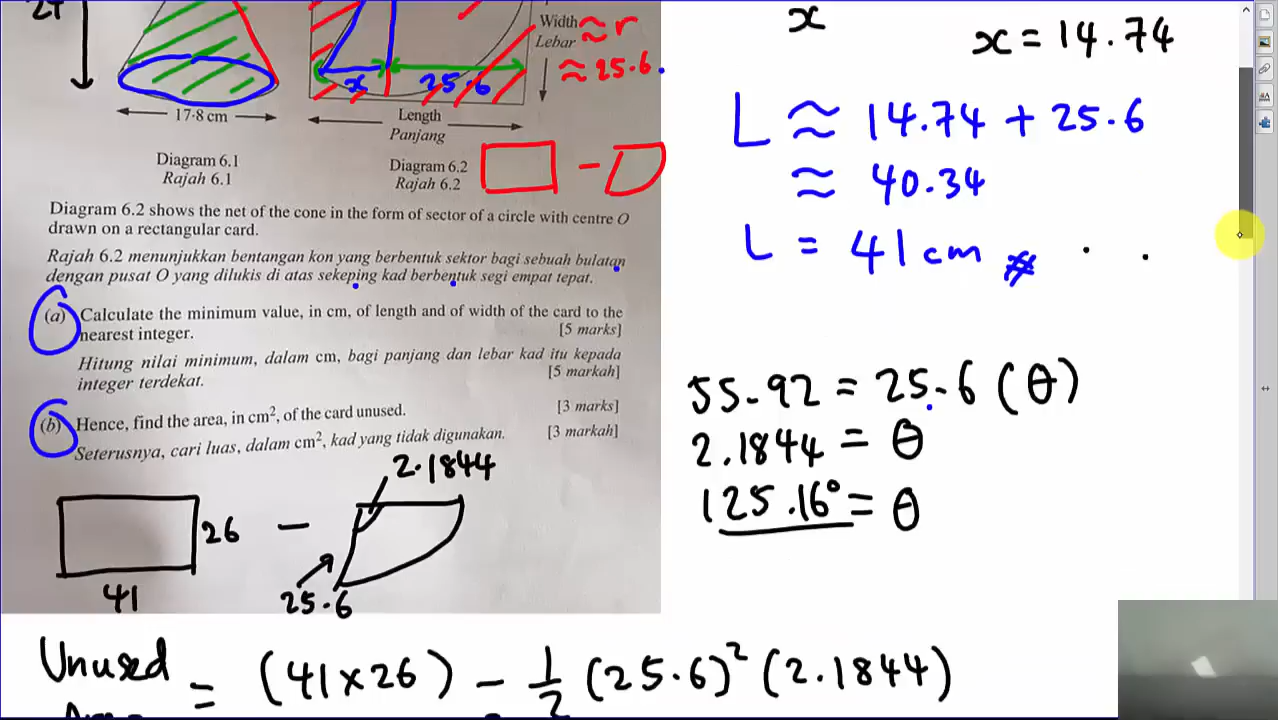 24
17·8 cm
Diagram 6.1
Rajah 6.1
x
25.6
Length
Panjang
Width ≈ r
Lebar ≈ 25.6.
Diagram 6.2
Rajah 6.2
−
Diagram 6.2 shows the net of the cone in the form of sector of a circle with centre O
drawn on a rectangular card.
Rajah 6.2 menunjukkan bentangan kon yang berbentuk sektor bagi sebuah bulatan
dengan pusat O yang dilukis di atas sekeping kad berbentuk segi empat tepat.
(a) Calculate the minimum value, in cm, of length and of width of the card to the
nearest integer. [5 marks]
Hitung nilai minimum, dalam cm, bagi panjang dan lebar kad itu kepada
integer terdekat. [5 markah]
(b) Hence, find the area, in cm², of the card unused. [3 marks]
Seterusnya, cari luas, dalam cm², kad yang tidak digunakan. [3 markah]
2.1844
26 −
41
25.6
x
x = 14.74
L ≈ 14.74 + 25.6
≈ 40.34
L = 41 cm #
55.92 = 25.6 (θ)
2.1844 = θ
125.16° = θ
Unused
= (41 × 26) − 1/2 (25.6)² (2.1844)